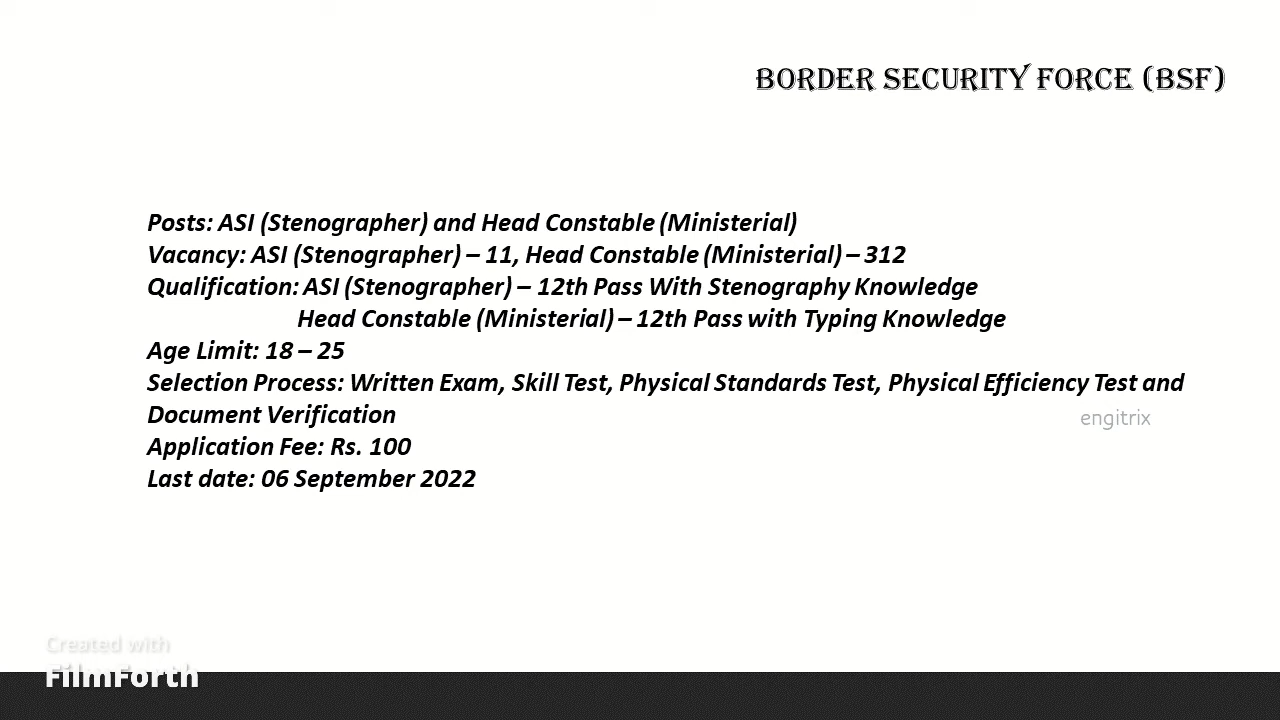 BORDER SECURITY FORCE (BSF)
Posts: ASI (Stenographer) and Head Constable (Ministerial)
Vacancy: ASI (Stenographer) – 11, Head Constable (Ministerial) – 312
Qualification: ASI (Stenographer) – 12th Pass With Stenography Knowledge
Head Constable (Ministerial) – 12th Pass with Typing Knowledge
Age Limit: 18 – 25
Selection Process: Written Exam, Skill Test, Physical Standards Test, Physical Efficiency Test and
Document Verification
engitrix
Application Fee: Rs. 100
Last date: 06 September 2022
Created with
FilmForth